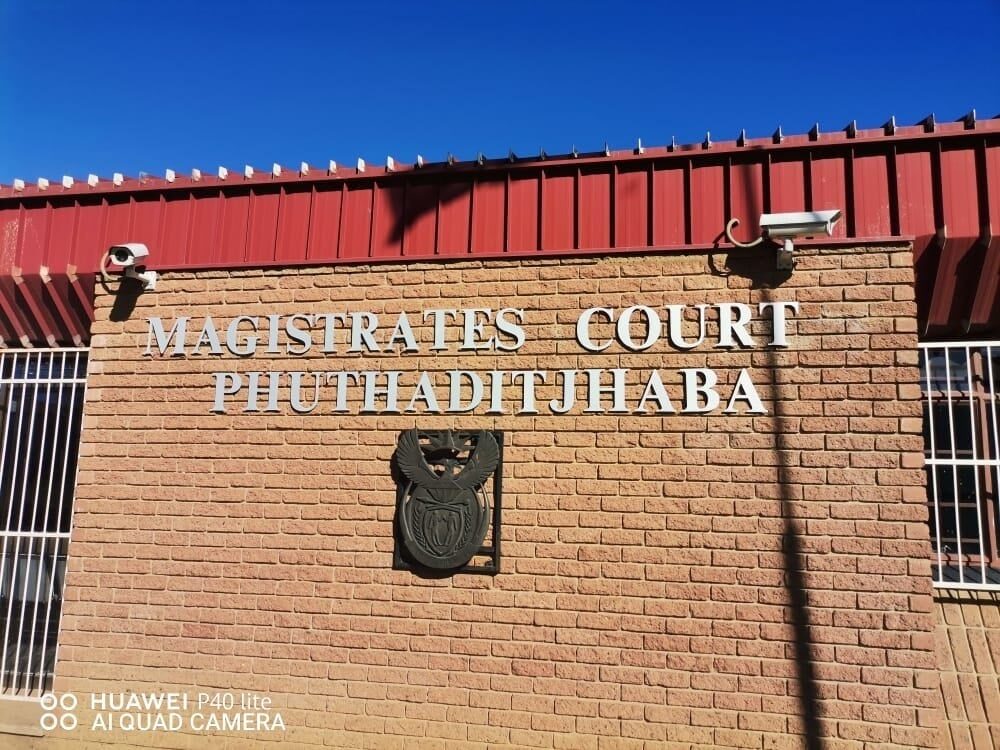 MAGISTRATES COURT
PHUTHADITJHABA
HUAWEI P40 lite
AI QUAD CAMERA